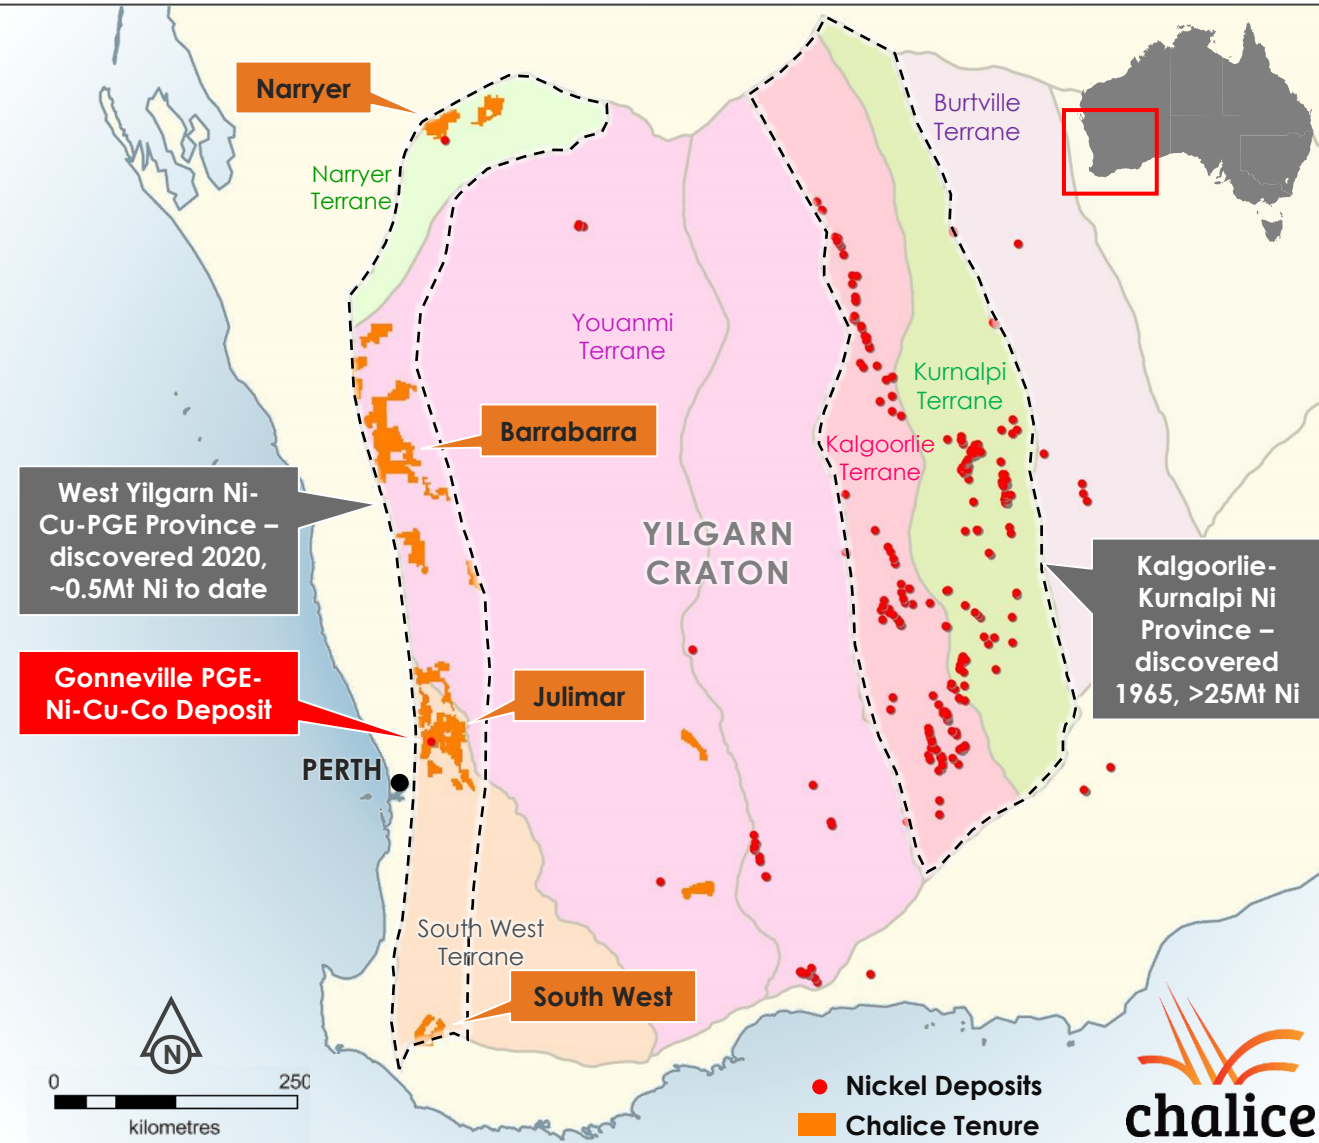 Narryer
Narryer
Terrane
Burtville
Terrane
Youanmi
Terrane
Kurnalpi
Terrane
Kalgoorlie
Terrane
Barrabarra
West Yilgarn Ni-
Cu-PGE Province –
discovered 2020,
~0.5Mt Ni to date
YILGARN
CRATON
Kalgoorlie-
Kurnalpi Ni
Province –
discovered
1965, >25Mt Ni
Gonneville PGE-
Ni-Cu-Co Deposit
Julimar
PERTH
South West
Terrane
South West
N
0 250
kilometres
Nickel Deposits
Chalice Tenure
chalice